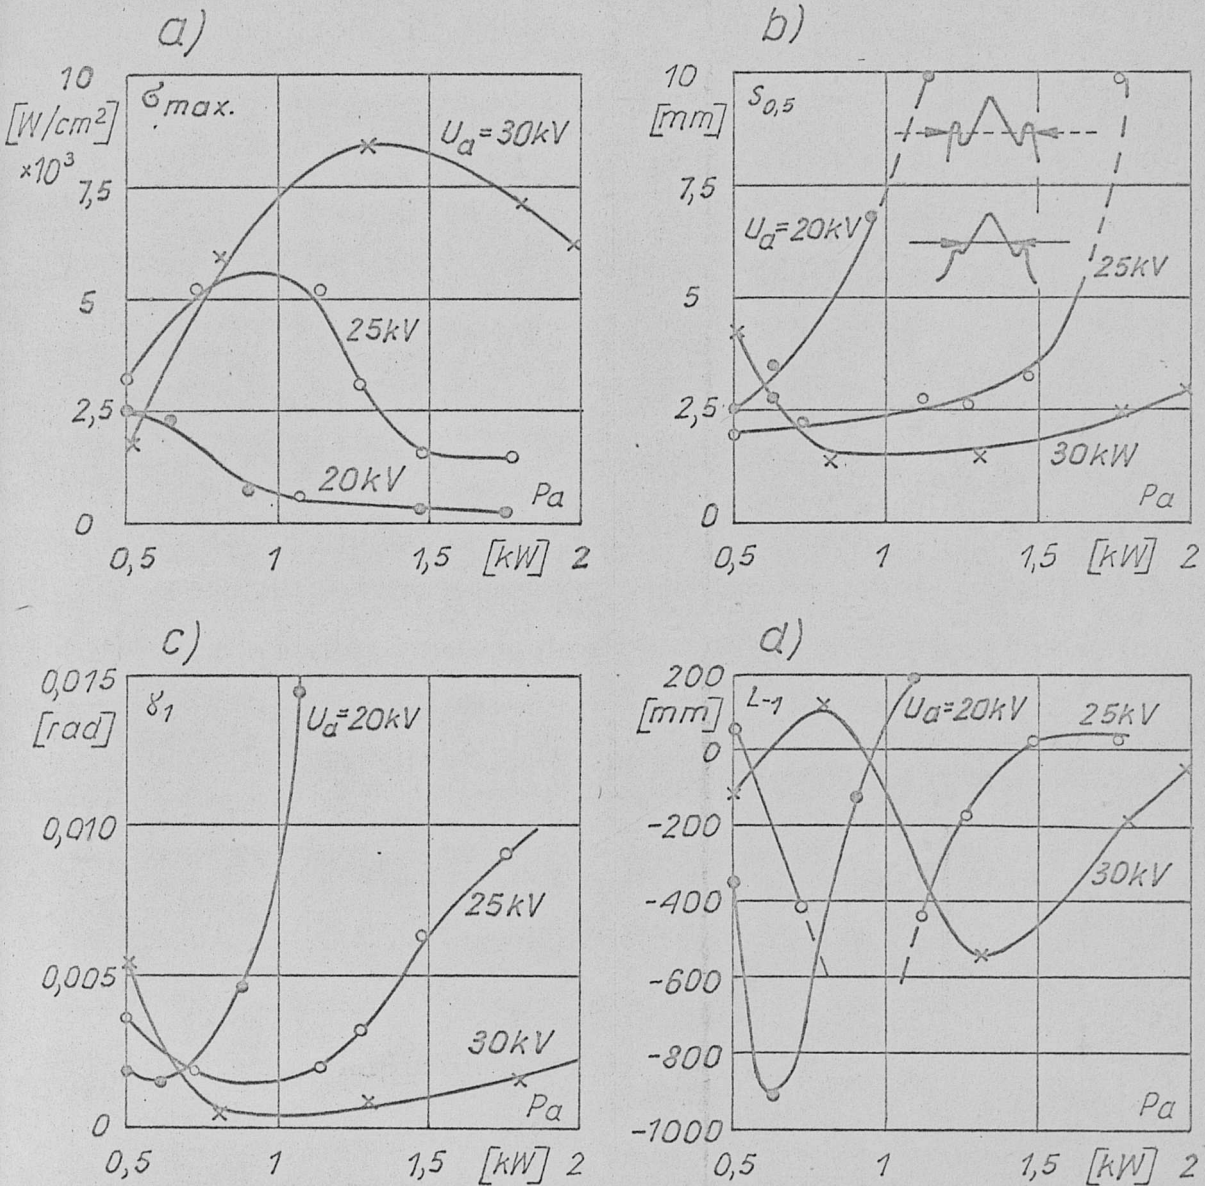 a)
10
[W/cm²]
×10³
7,5
5
2,5
0
σmax.
Ua=30kV
25kV
20kV
Pa
0,5 1 1,5 [kW] 2
b)
10
[mm]
7,5
5
2,5
0
S0,5
Ua=20kV
25kV
30kW
Pa
0,5 1 1,5 [kW] 2
c)
0,015
[rad]
0,010
0,005
0
γ1
Ua=20kV
25kV
30kV
Pa
0,5 1 1,5 [kW] 2
d)
200
[mm]
0
-200
-400
-600
-800
-1000
L-1
Ua=20kV
25kV
30kV
Pa
0,5 1 1,5 [kW] 2